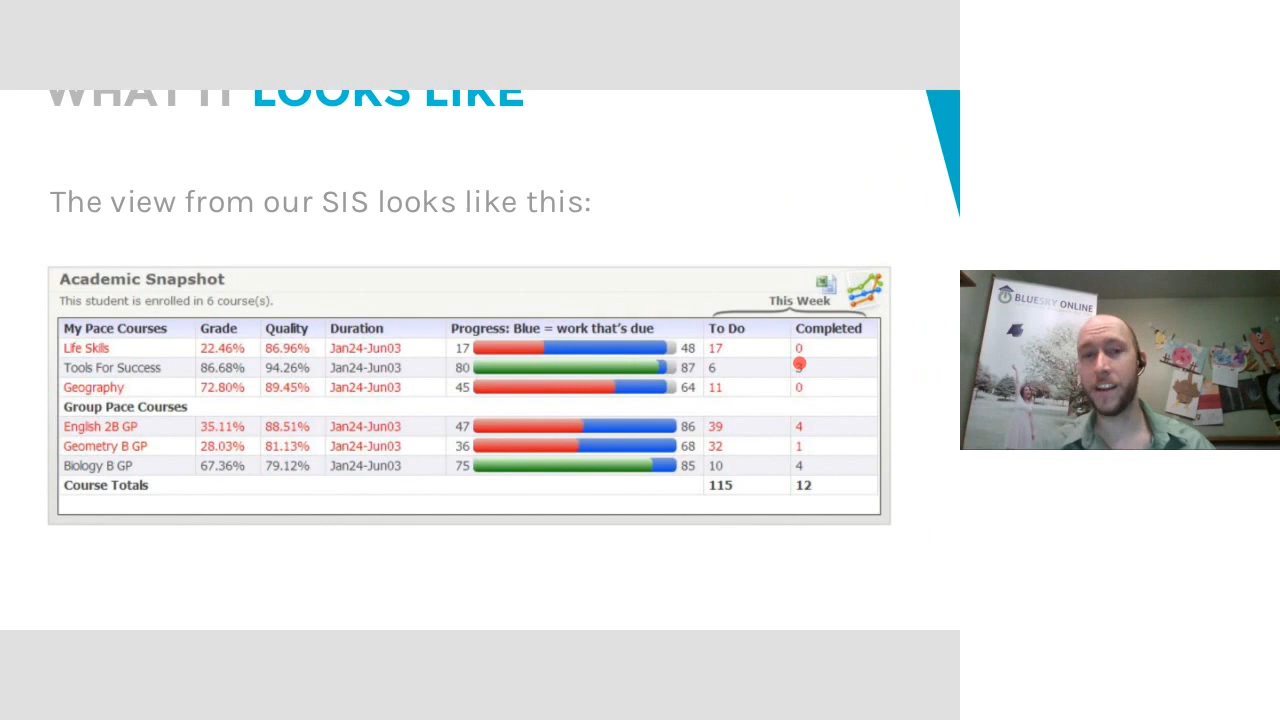 WHAT IT LOOKS LIKE
The view from our SIS looks like this:
Academic Snapshot
This student is enrolled in 6 course(s).
This Week
My Pace Courses Grade Quality Duration Progress: Blue = work that's due To Do Completed
Life Skills 22.46% 86.96% Jan24-Jun03 17 48 17 0
Tools For Success 86.68% 94.26% Jan24-Jun03 80 87 6
Geography 72.80% 89.45% Jan24-Jun03 45 64 11 0
Group Pace Courses
English 2B GP 35.11% 88.51% Jan24-Jun03 47 86 39 4
Geometry B GP 28.03% 81.13% Jan24-Jun03 36 68 32 1
Biology B GP 67.36% 79.12% Jan24-Jun03 75 85 10 4
Course Totals 115 12
BLUESKY ONLINE